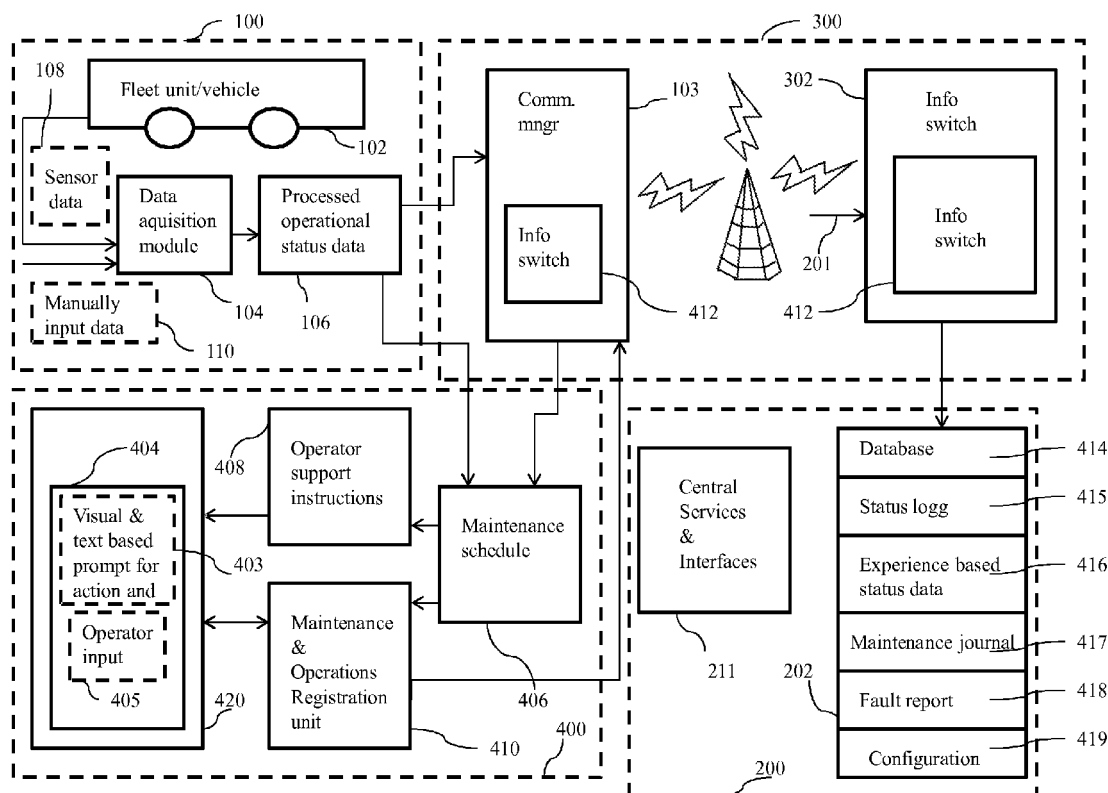 100
108
Fleet unit/vehicle
102
Sensor
data
Data
aquisition
module
Processed
operational
status data
104
106
Manually
input data
110
300
Comm.
mngr
103
Info
switch
412
302
Info
switch
Info
switch
201
412
404
Visual &
text based
prompt for
action and
403
Operator
input
405
420
408
Operator
support
instructions
Maintenance
schedule
406
Maintenance
&
Operations
Registration
unit
410
400
Central
Services
&
Interfaces
211
202
Database
414
Status logg
415
Experience based
status data
416
Maintenance journal
417
Fault report
418
Configuration
419
200